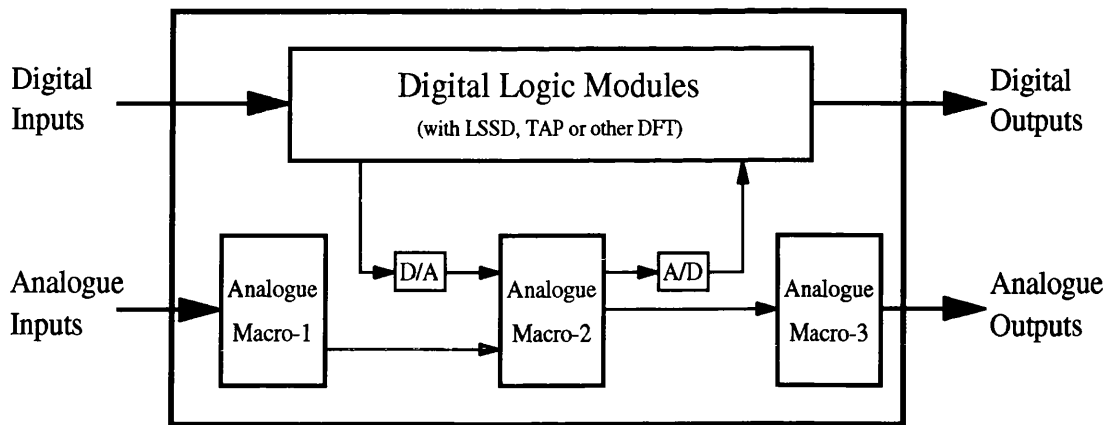 Digital
Inputs
Digital Logic Modules
(with LSSD, TAP or other DFT)
Digital
Outputs
Analogue
Inputs
Analogue
Macro-1
D/A
Analogue
Macro-2
A/D
Analogue
Macro-3
Analogue
Outputs